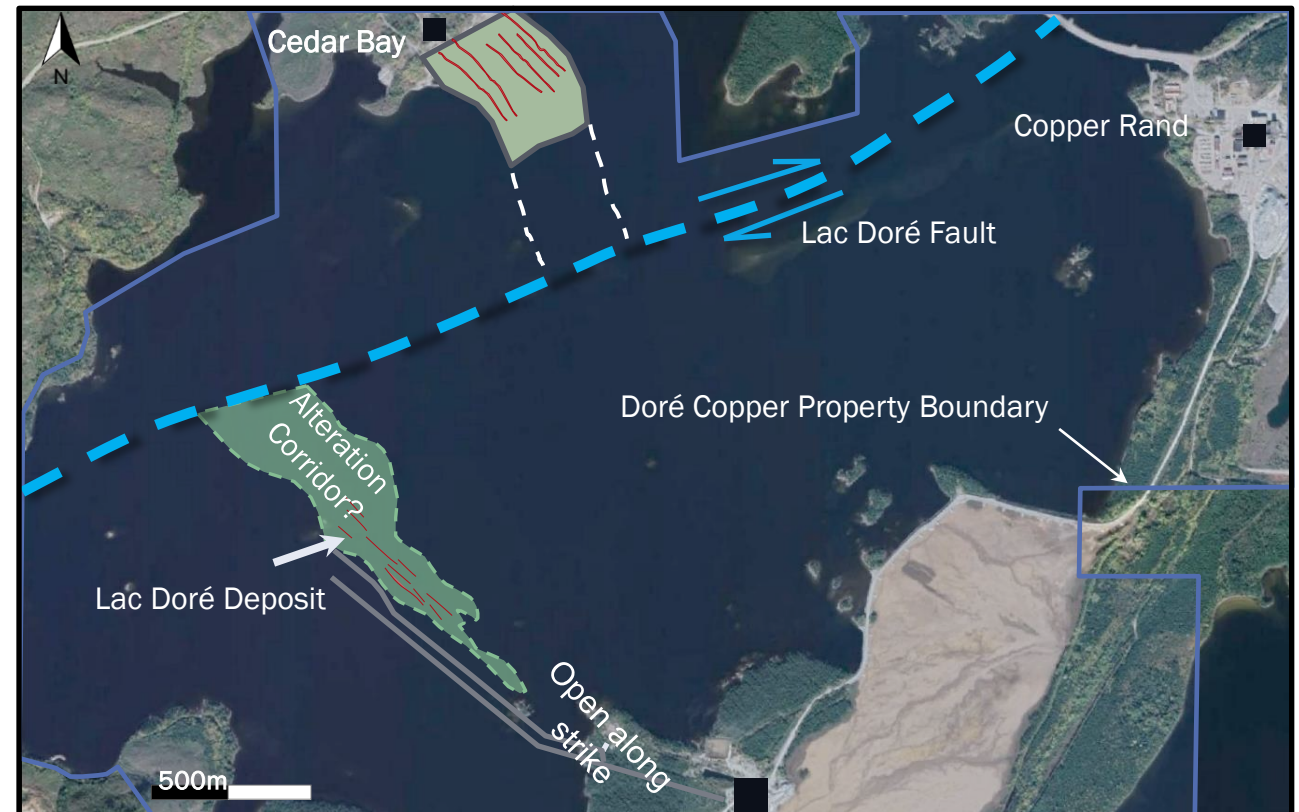 Cedar Bay
N
Copper Rand
Lac Doré Fault
Doré Copper Property Boundary
Alteration
Corridor?
Lac Doré Deposit
Open along
strike
500m